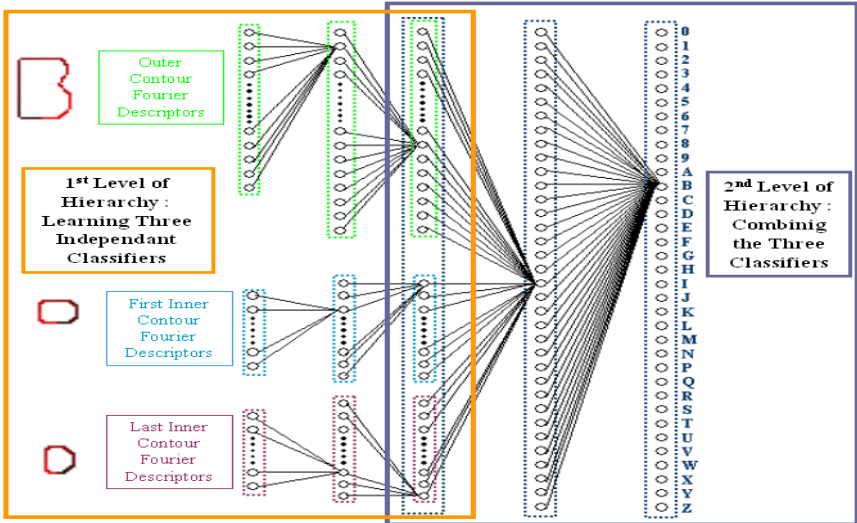 Outer
Contour
Fourier
Descriptors
1st Level of
Hierarchy :
Learning Three
Independant
Classifiers
First Inner
Contour
Fourier
Descriptors
Last Inner
Contour
Fourier
Descriptors
0
1
2
3
4
5
6
7
8
9
A
B
C
D
E
F
G
H
I
J
K
L
M
N
P
Q
R
S
T
U
V
W
X
Y
Z
2nd Level of
Hierarchy :
Combinig
the Three
Classifiers